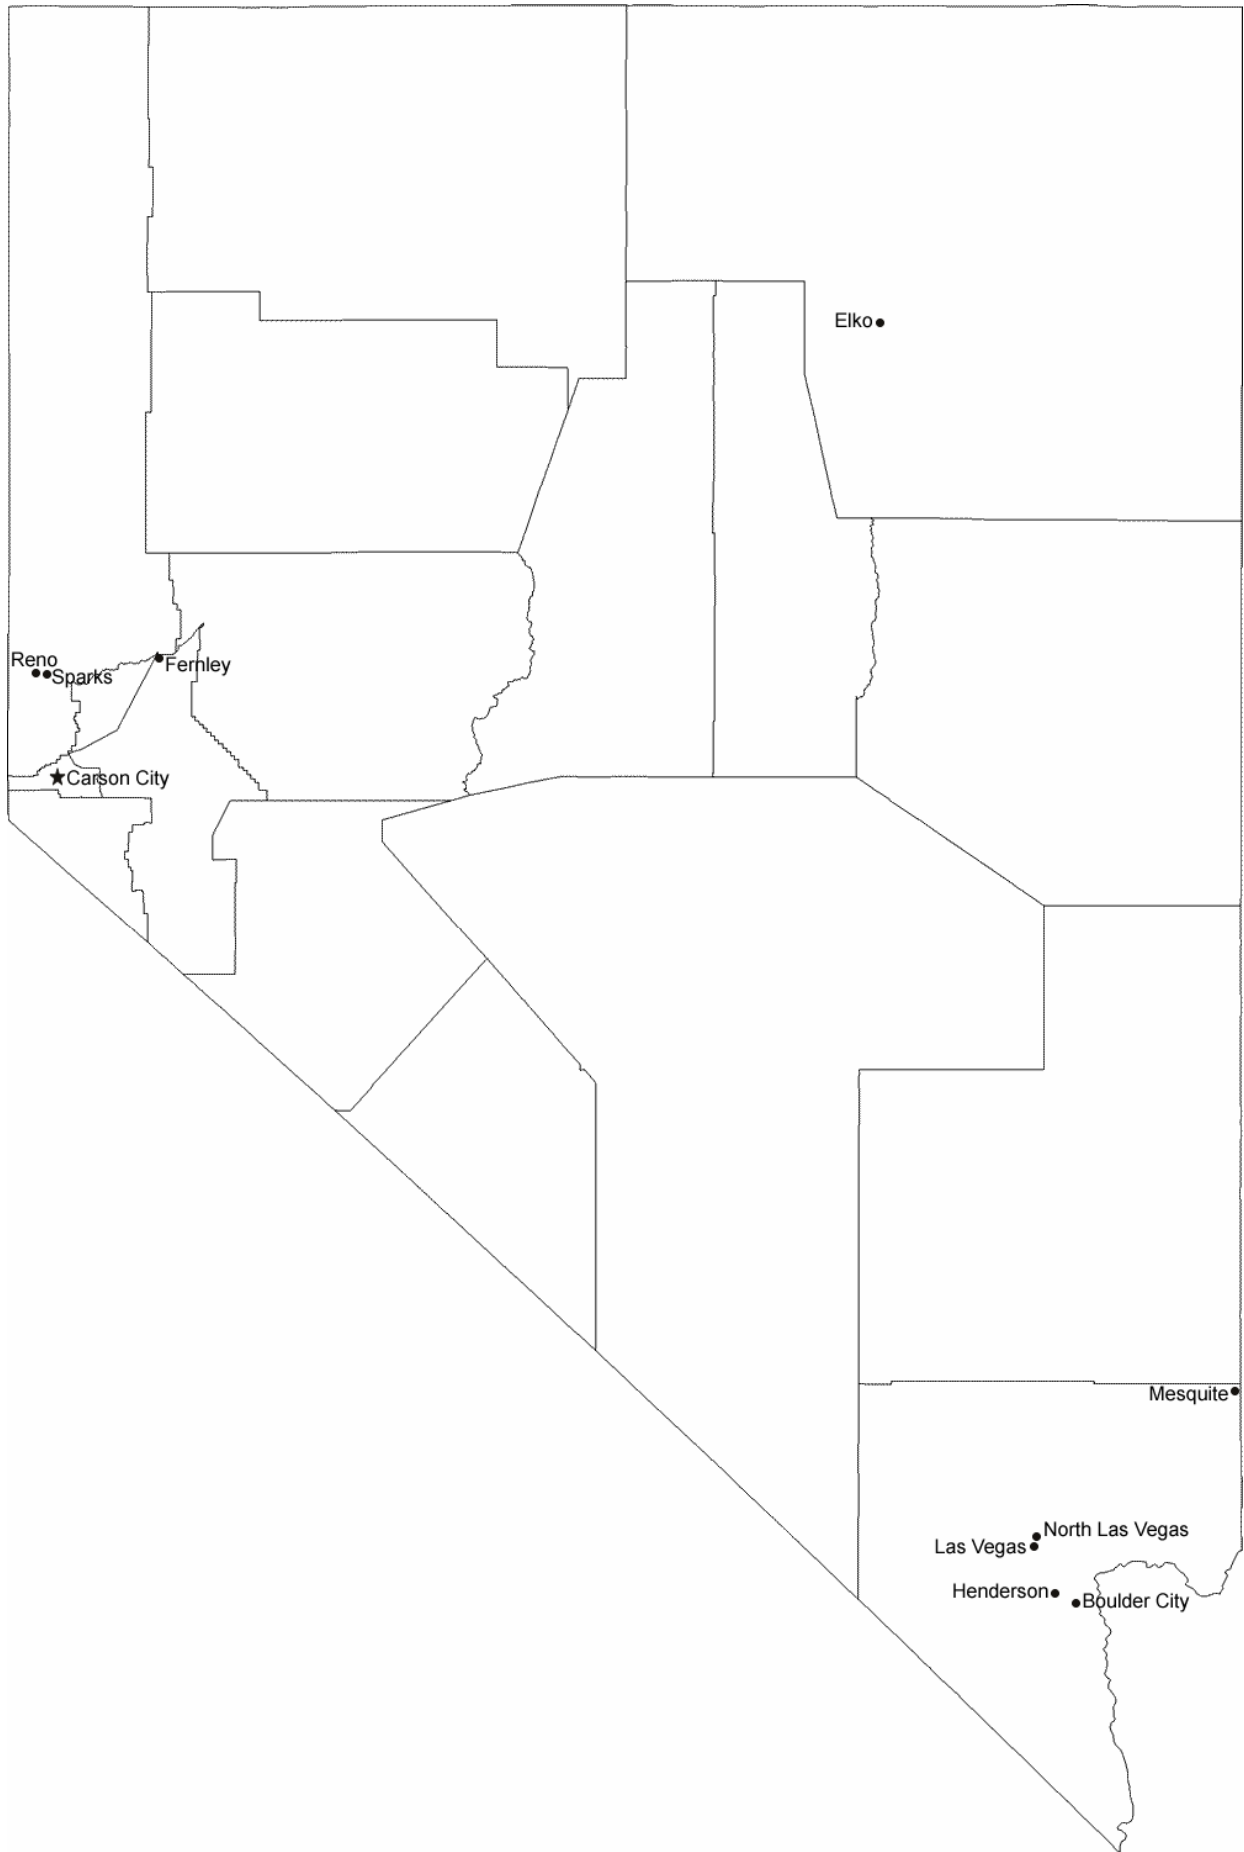 Elko
Reno
Sparks
Fernley
Carson City
Mesquite
North Las Vegas
Las Vegas
Henderson
Boulder City